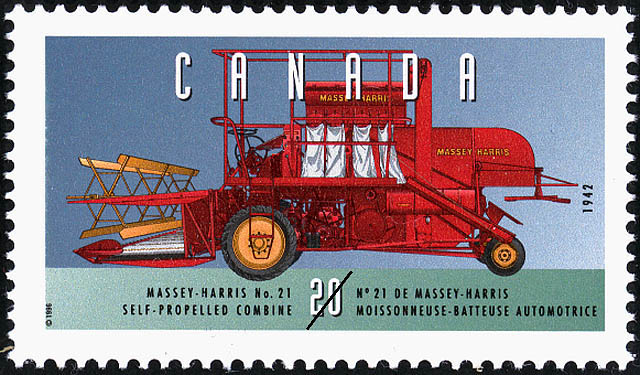 CANADA
MASSEY-HARRIS
MASSEY-HARRIS
1942
MASSEY-HARRIS No. 21
SELF-PROPELLED COMBINE
20
Nº 21 DE MASSEY-HARRIS
MOISSONNEUSE-BATTEUSE AUTOMOTRICE
© 1996